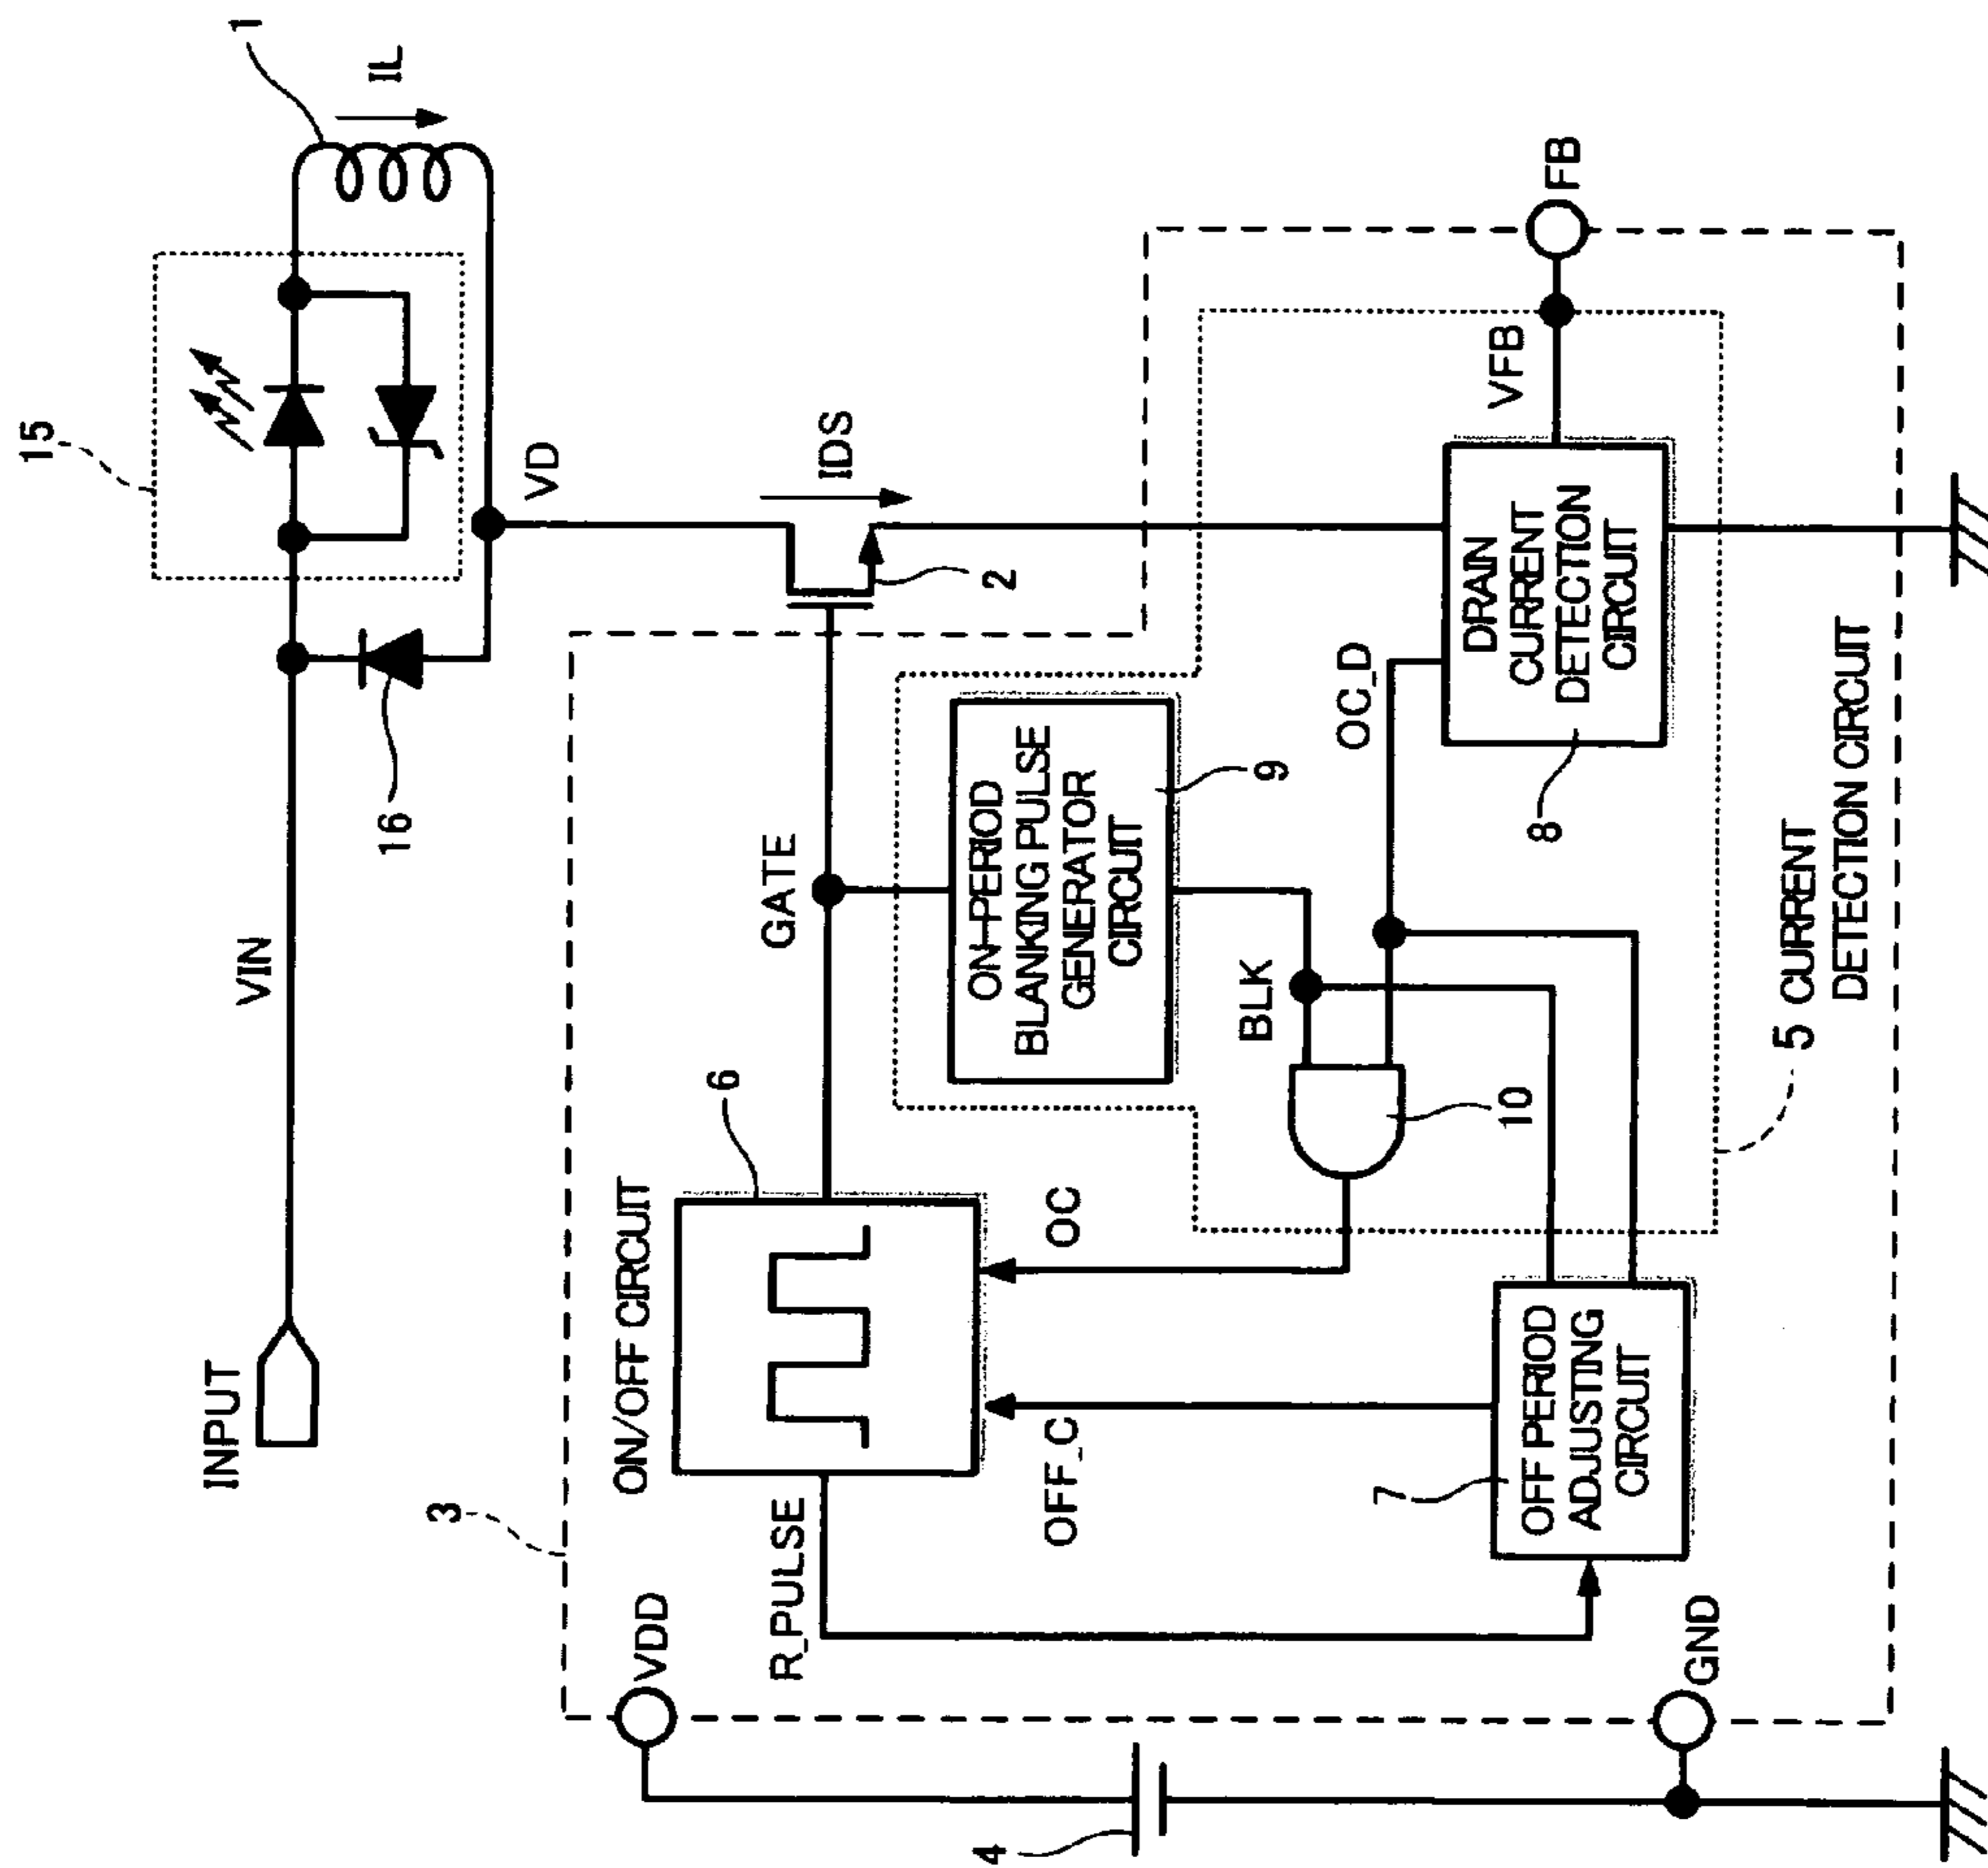 INPUT
VIN
15
1
IL
16
VD
IDS
2
3
VDD
ON/OFF CIRCUIT
6
GATE
R_PULSE
ON-PERIOD
BLANKING PULSE
GENERATOR
CIRCUIT
9
OFF_C
OC
BLK
10
OC_D
DRAIN
CURRENT
DETECTION
CIRCUIT
8
VFB
FB
7
OFF PERIOD
ADJUSTING
CIRCUIT
4
GND
5 CURRENT
DETECTION CIRCUIT